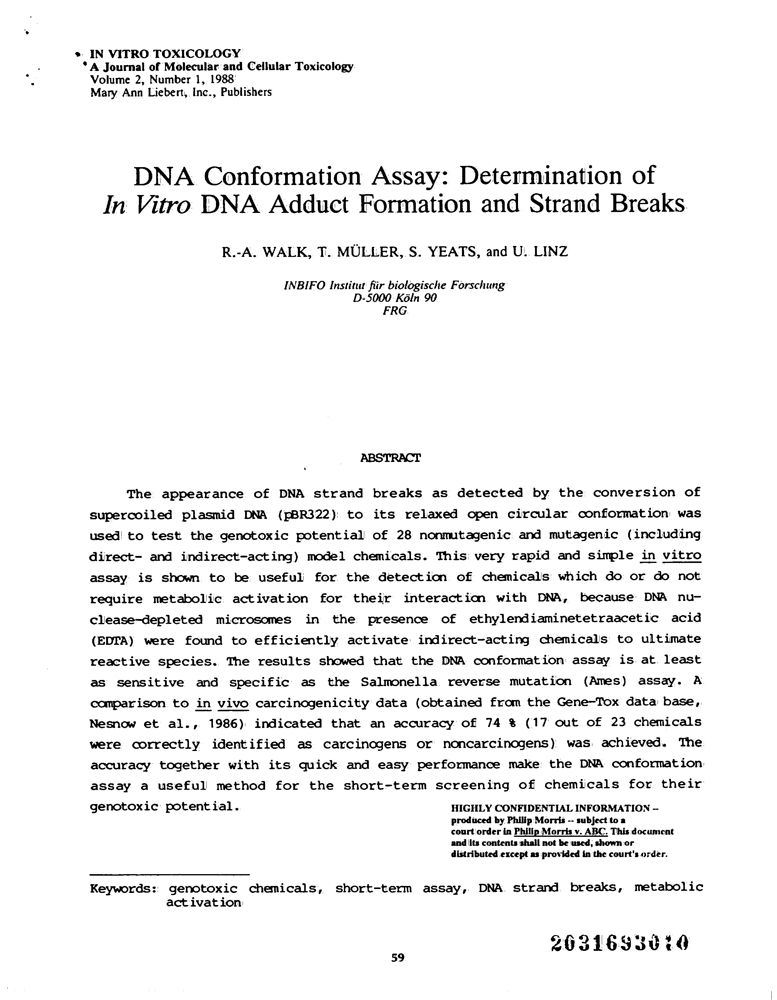 IN VITRO TOXICOLOGY
A Journal of Molecular and Cellular Toxicology
Volume 2, Number 1, 1988
Mary Ann Liebert, Inc., Publishers
DNA Conformation Assay: Determination of
In Vitro DNA Adduct Formation and Strand Breaks
R.-A. WALK, T. MÜLLER, S. YEATS, and U. LINZ
INBIFO Institut für biologische Forschung
D-5000 Köln 90
FRG
ABSTRACT
The appearance of DNA strand breaks as detected by the conversion of
supercoiled plasmid DNA (pBR322) to its relaxed open circular conformation was
used to test the genotoxic potential of 28 nonmutagenic and mutagenic (including
direct- and indirect-acting) model chemicals. This very rapid and simple in vitro
assay is shown to be useful for the detection of chemicals which do or do not
require metabolic activation for their interaction with DNA, because DNA nu-
clease-depleted microsomes in the presence of ethylendiaminetetraacetic acid
(EDTA) were found to efficiently activate indirect-acting chemicals to ultimate
reactive species. The results showed that the DNA conformation assay is at least
as sensitive and specific as the Salmonella reverse mutation (Ames) assay. A
comparison to in vivo carcinogenicity data (obtained from the Gene-Tox data base,
Nesnow et al., 1986) indicated that an accuracy of 74 % (17 out of 23 chemicals
were correctly identified as carcinogens or noncarcinogens) was achieved. The
accuracy together with its quick and easy performance make the DNA conformation
assay a useful method for the short-term screening of chemicals for their
genotoxic potential.
HIGHLY CONFIDENTIAL INFORMATION --
produced by Philip Morris -- subject to a
court order in Philip Morris v. ABC. This document
and its contents shall not be used, shown or
distributed except as provided in the court's order.
Keywords: genotoxic chemicals, short-term assay, DNA strand breaks, metabolic
activation
2031693010
59